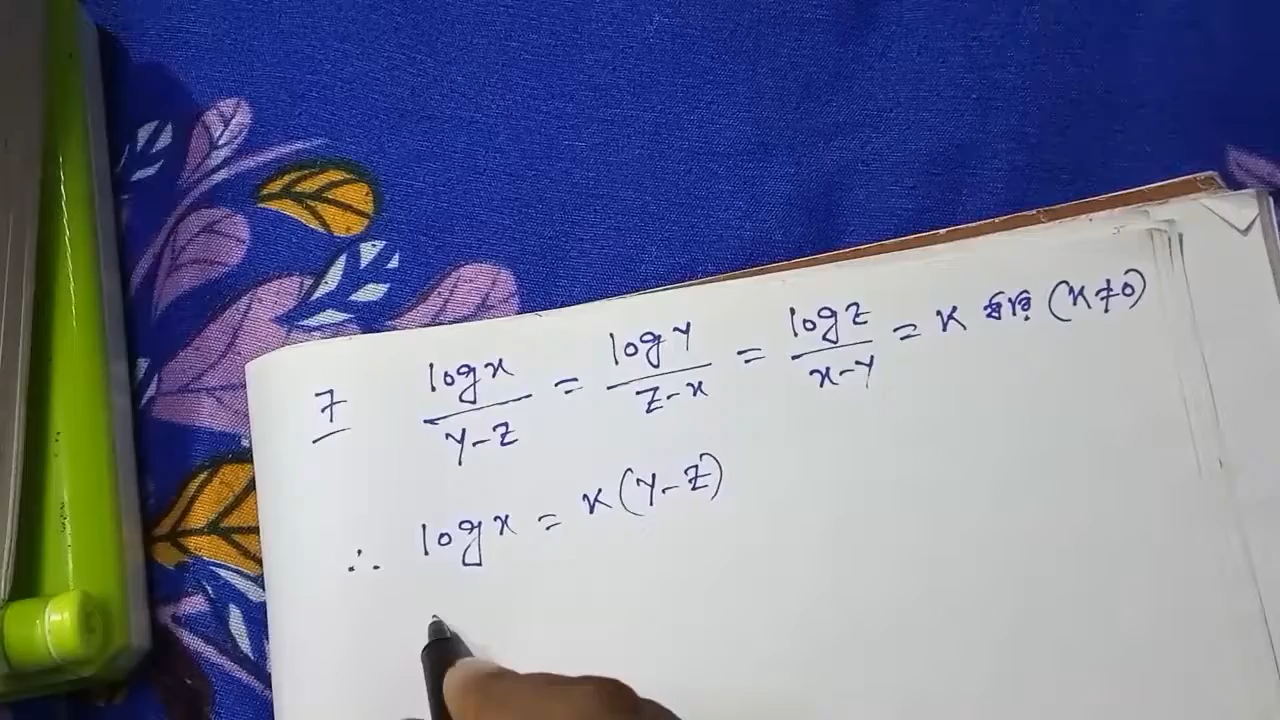 7 log x / y-z = log y / z-x = log z / x-y = k ধরি (k≠0)
∴ log x = k(y-z)